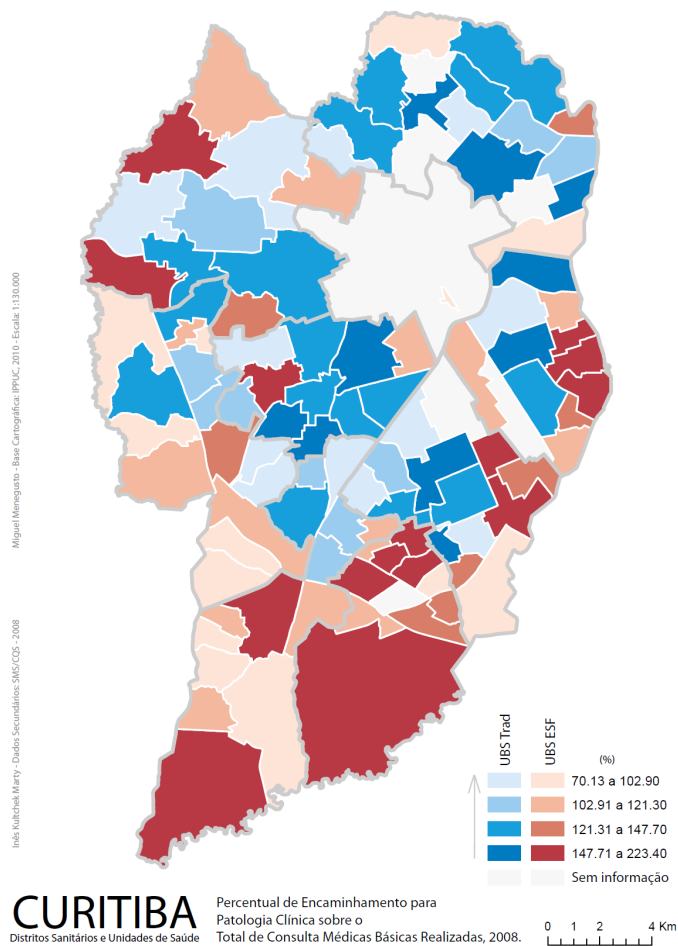 Miguel Menegusto - Base Cartográfica: IPPUC, 2010 - Escala: 1:130.000
Inês Kultchek Marty - Dados Secundários: SMS/CQS - 2008
UBS Trad
UBS ESF
(%)
70.13 a 102.90
102.91 a 121.30
121.31 a 147.70
147.71 a 223.40
Sem informação
CURITIBA
Distritos Sanitários e Unidades de Saúde
Percentual de Encaminhamento para
Patologia Clínica sobre o
Total de Consulta Médicas Básicas Realizadas, 2008.
0 1 2 4 Km